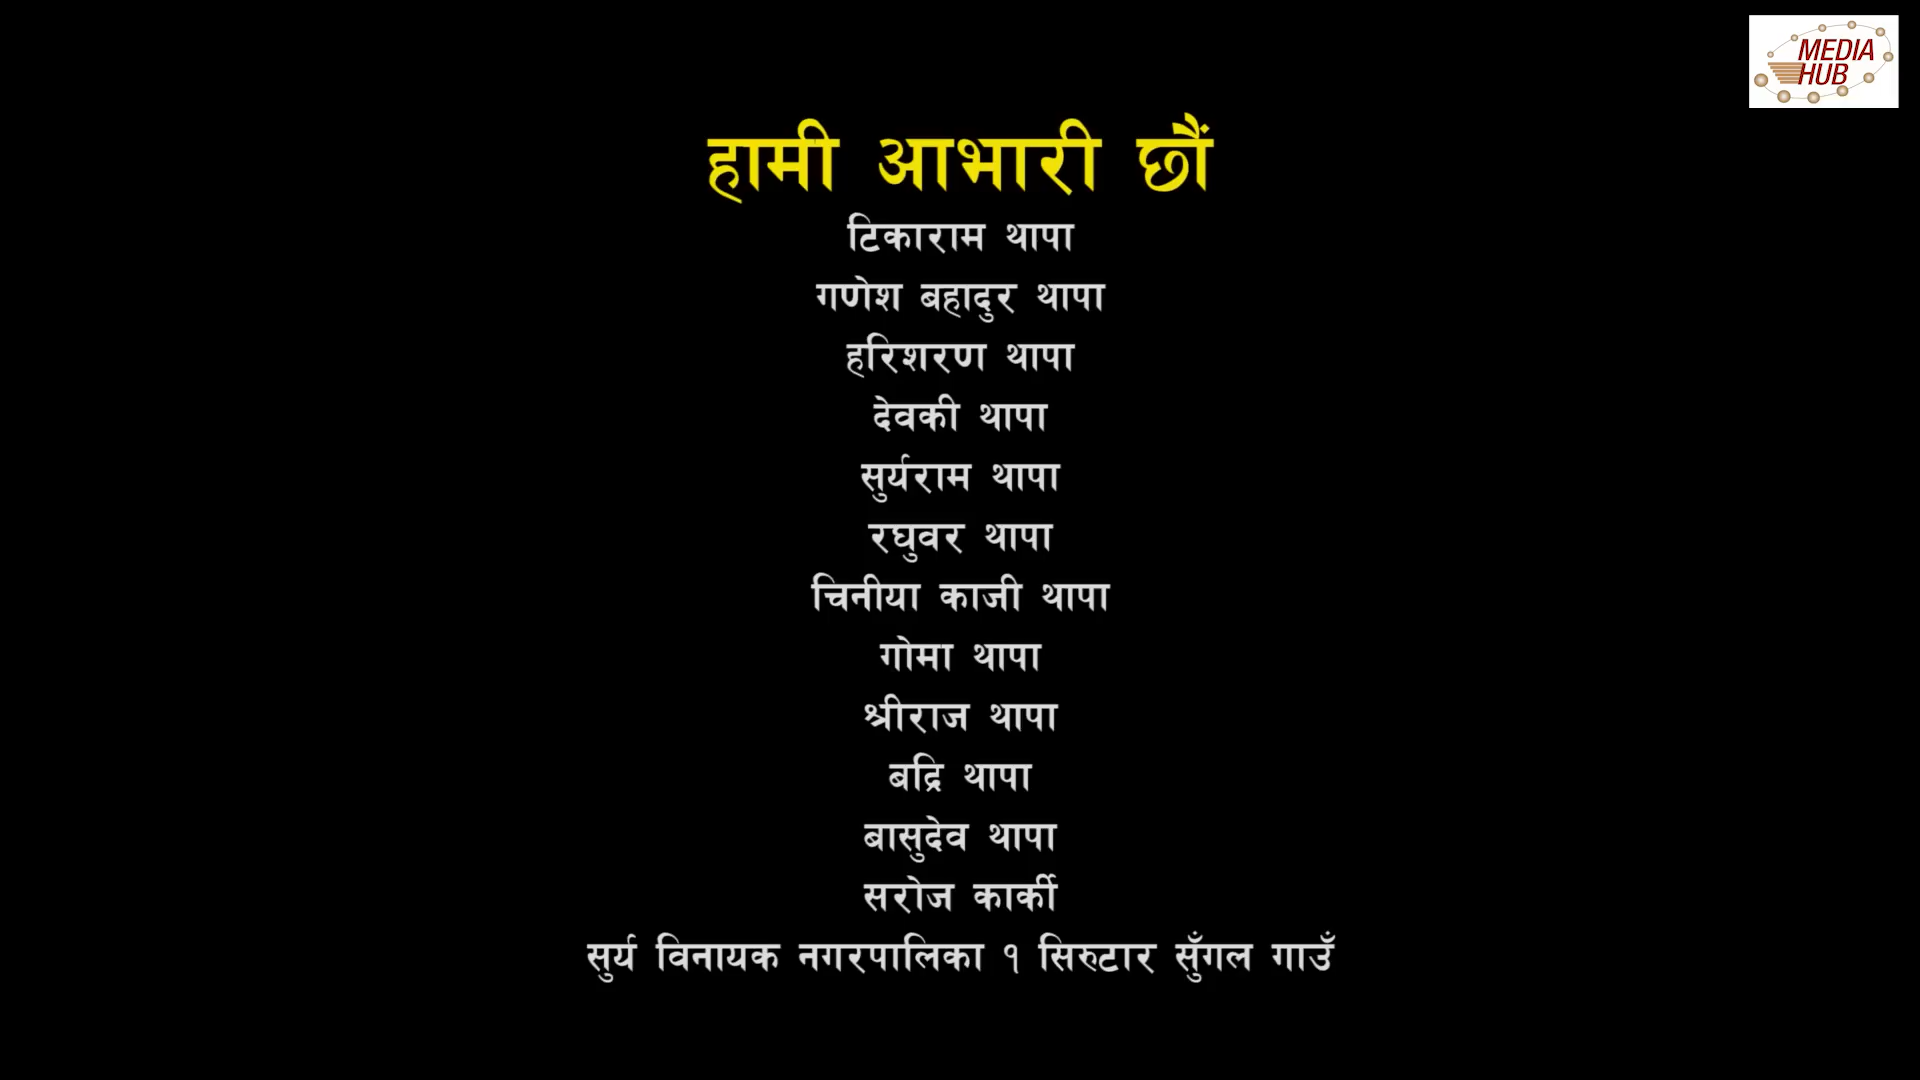 MEDIA
HUB
हामी आभारी छौं
टिकाराम थापा
गणेश बहादुर थापा
हरिशरण थापा
देवकी थापा
सुर्यराम थापा
रघुवर थापा
चिनीया काजी थापा
गोमा थापा
श्रीराज थापा
बद्रि थापा
बासुदेव थापा
सरोज कार्की
सुर्य विनायक नगरपालिका १ सिरुटार सुँगल गाउँ